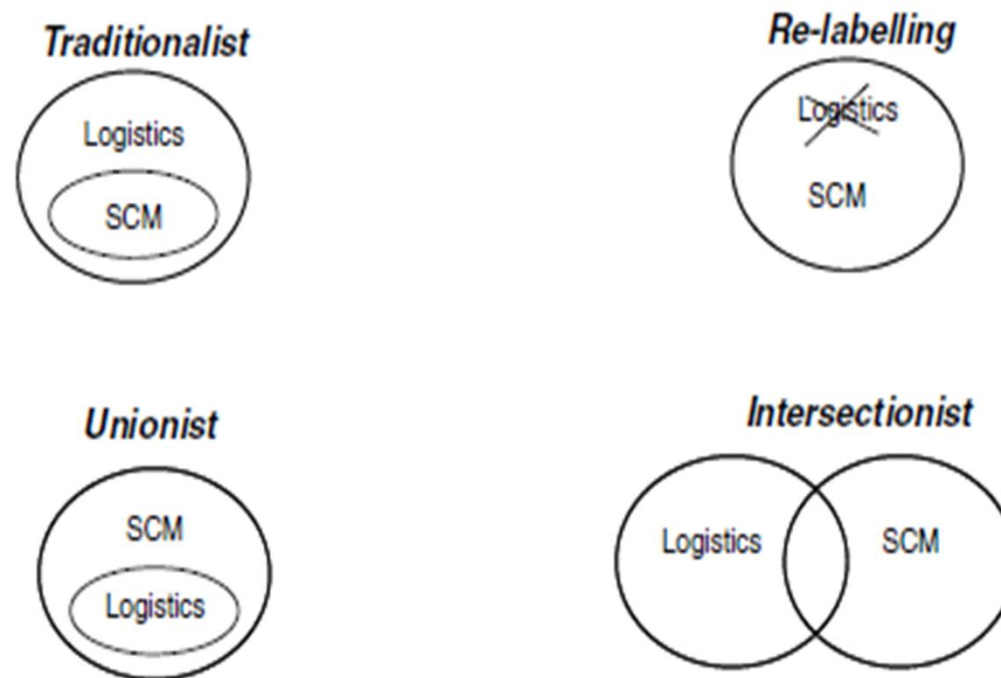 Traditionalist
Logistics
SCM
Re-labelling
Logistics
SCM
Unionist
SCM
Logistics
Intersectionist
Logistics
SCM